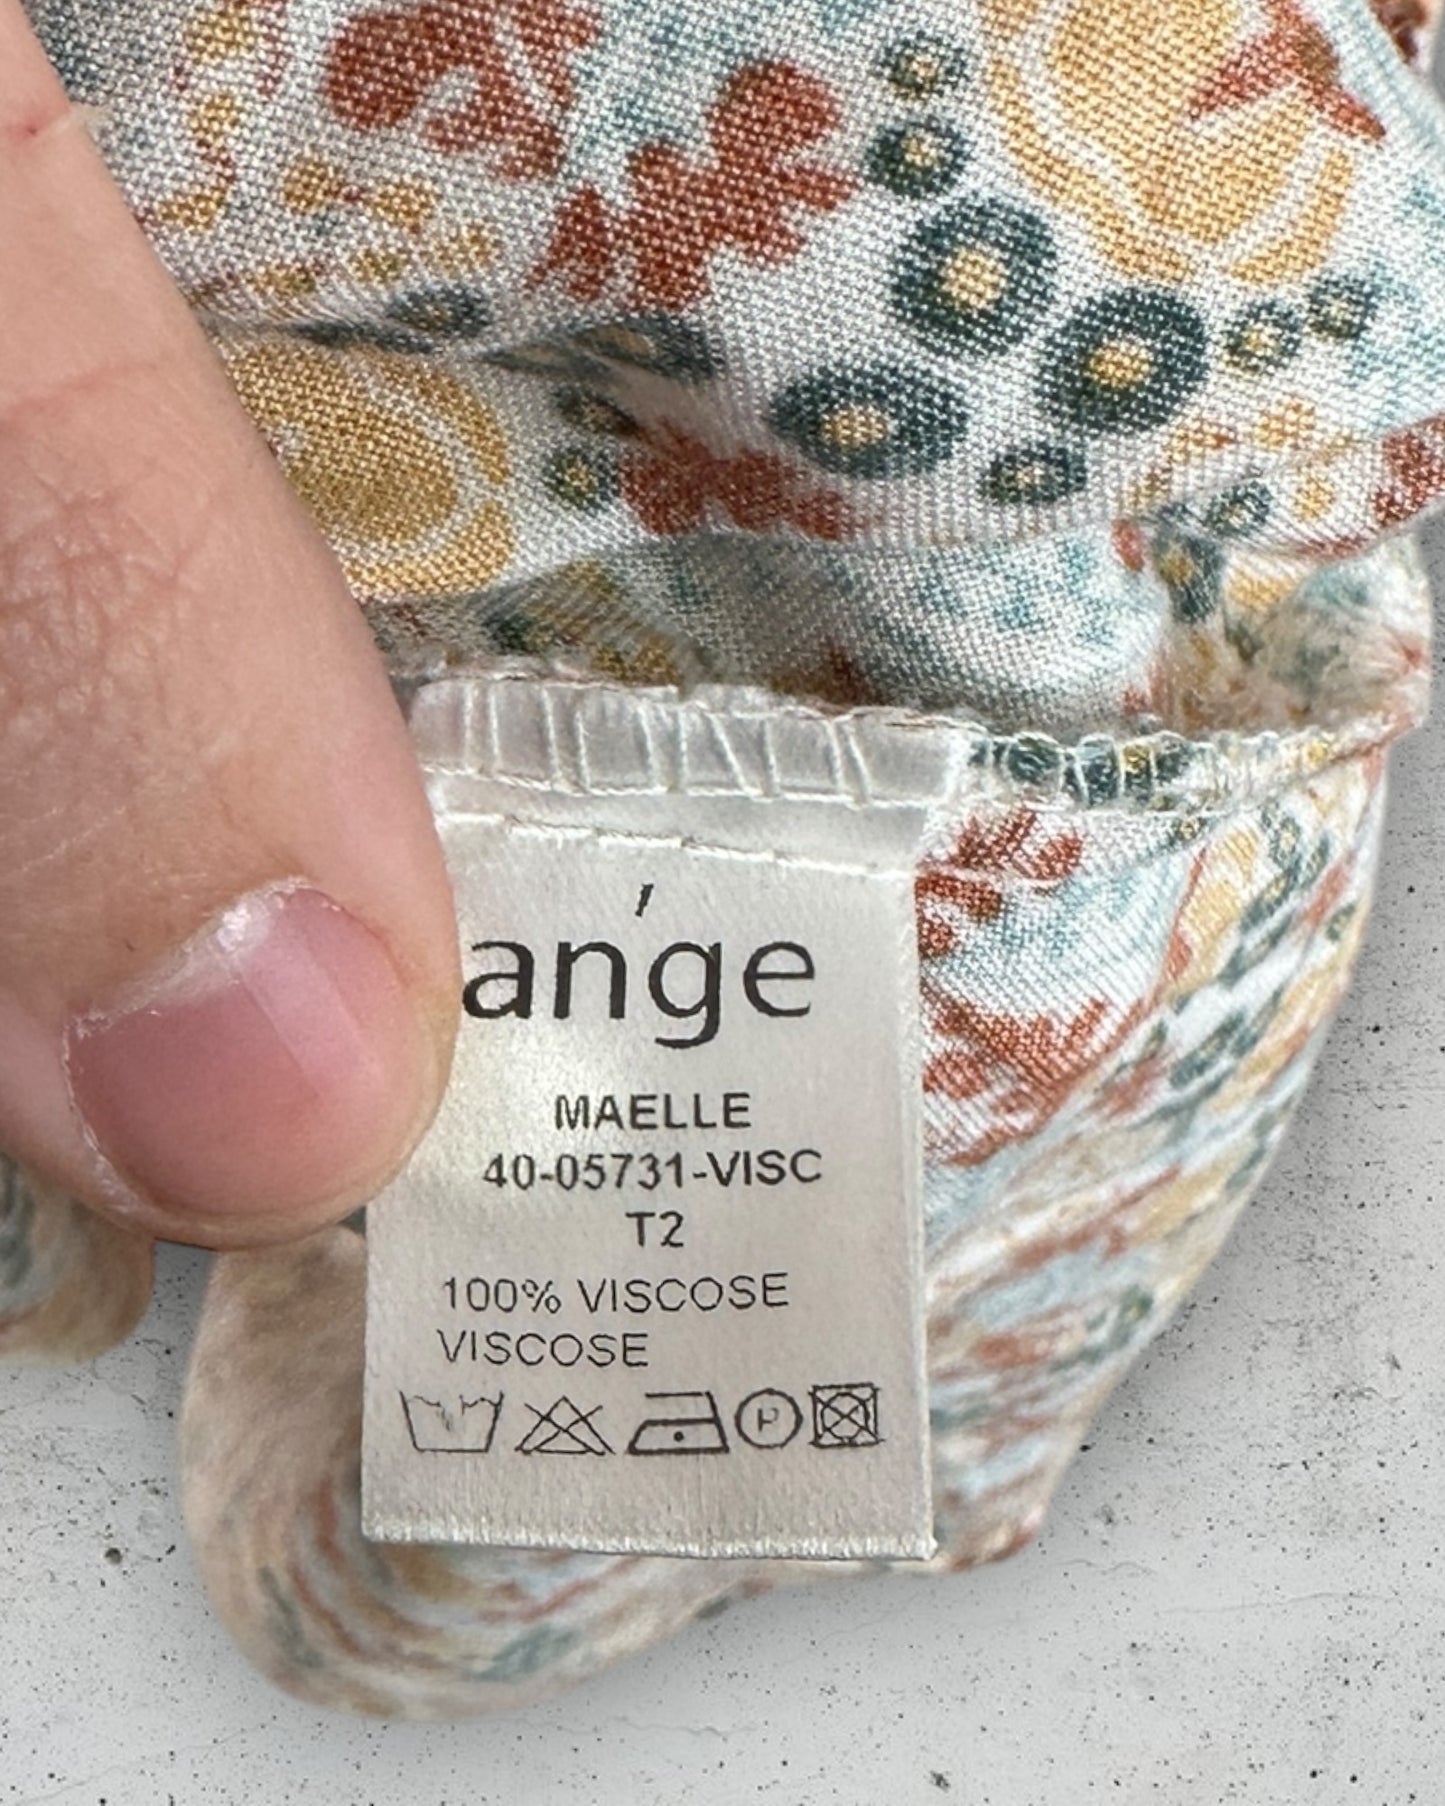 ange
MAELLE
40-05731-VISC
T2
100% VISCOSE
VISCOSE
P